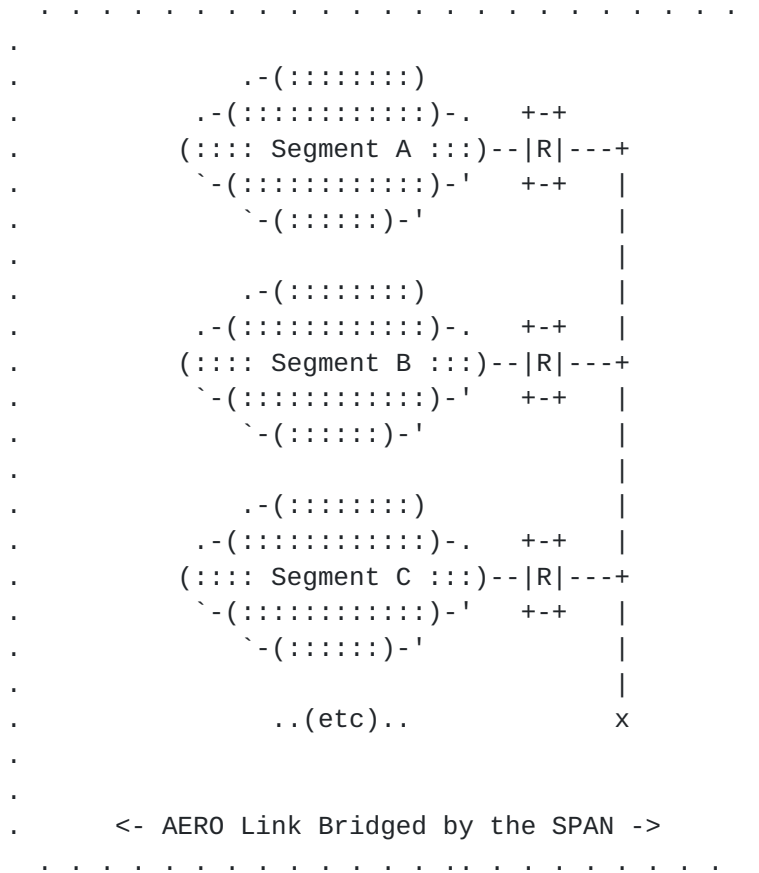 . . . . . . . . . . . . . . . . . . . . . . .
.
.               .-(::::::::)
.            .-(::::::::::::)-.   +-+
.           (:::: Segment A :::)--|R|---+
.            `-(::::::::::::)-'   +-+   |
.               `-(::::::)-'            |
.                                       |
.               .-(::::::::)            |
.            .-(::::::::::::)-.   +-+   |
.           (:::: Segment B :::)--|R|---+
.            `-(::::::::::::)-'   +-+   |
.               `-(::::::)-'            |
.                                       |
.               .-(::::::::)            |
.            .-(::::::::::::)-.   +-+   |
.           (:::: Segment C :::)--|R|---+
.            `-(::::::::::::)-'   +-+   |
.               `-(::::::)-'            |
.                                       |
.                 ..(etc)..             x
.
.
.      <- AERO Link Bridged by the SPAN ->
. . . . . . . . . . . . . .. . . . . . . . .